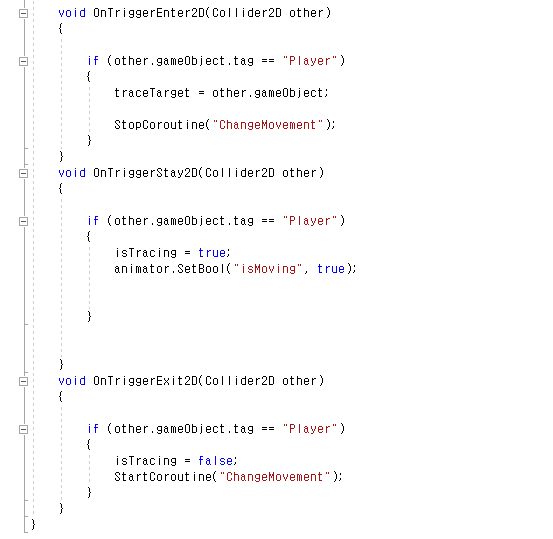 void OnTriggerEnter2D(Collider2D other)
{
if (other.gameObject.tag == "Player")
{
traceTarget = other.gameObject;
StopCoroutine("ChangeMovement");
}
}
void OnTriggerStay2D(Collider2D other)
{
if (other.gameObject.tag == "Player")
{
isTracing = true;
animator.SetBool("isMoving", true);
}
}
void OnTriggerExit2D(Collider2D other)
{
if (other.gameObject.tag == "Player")
{
isTracing = false;
StartCoroutine("ChangeMovement");
}
}
}